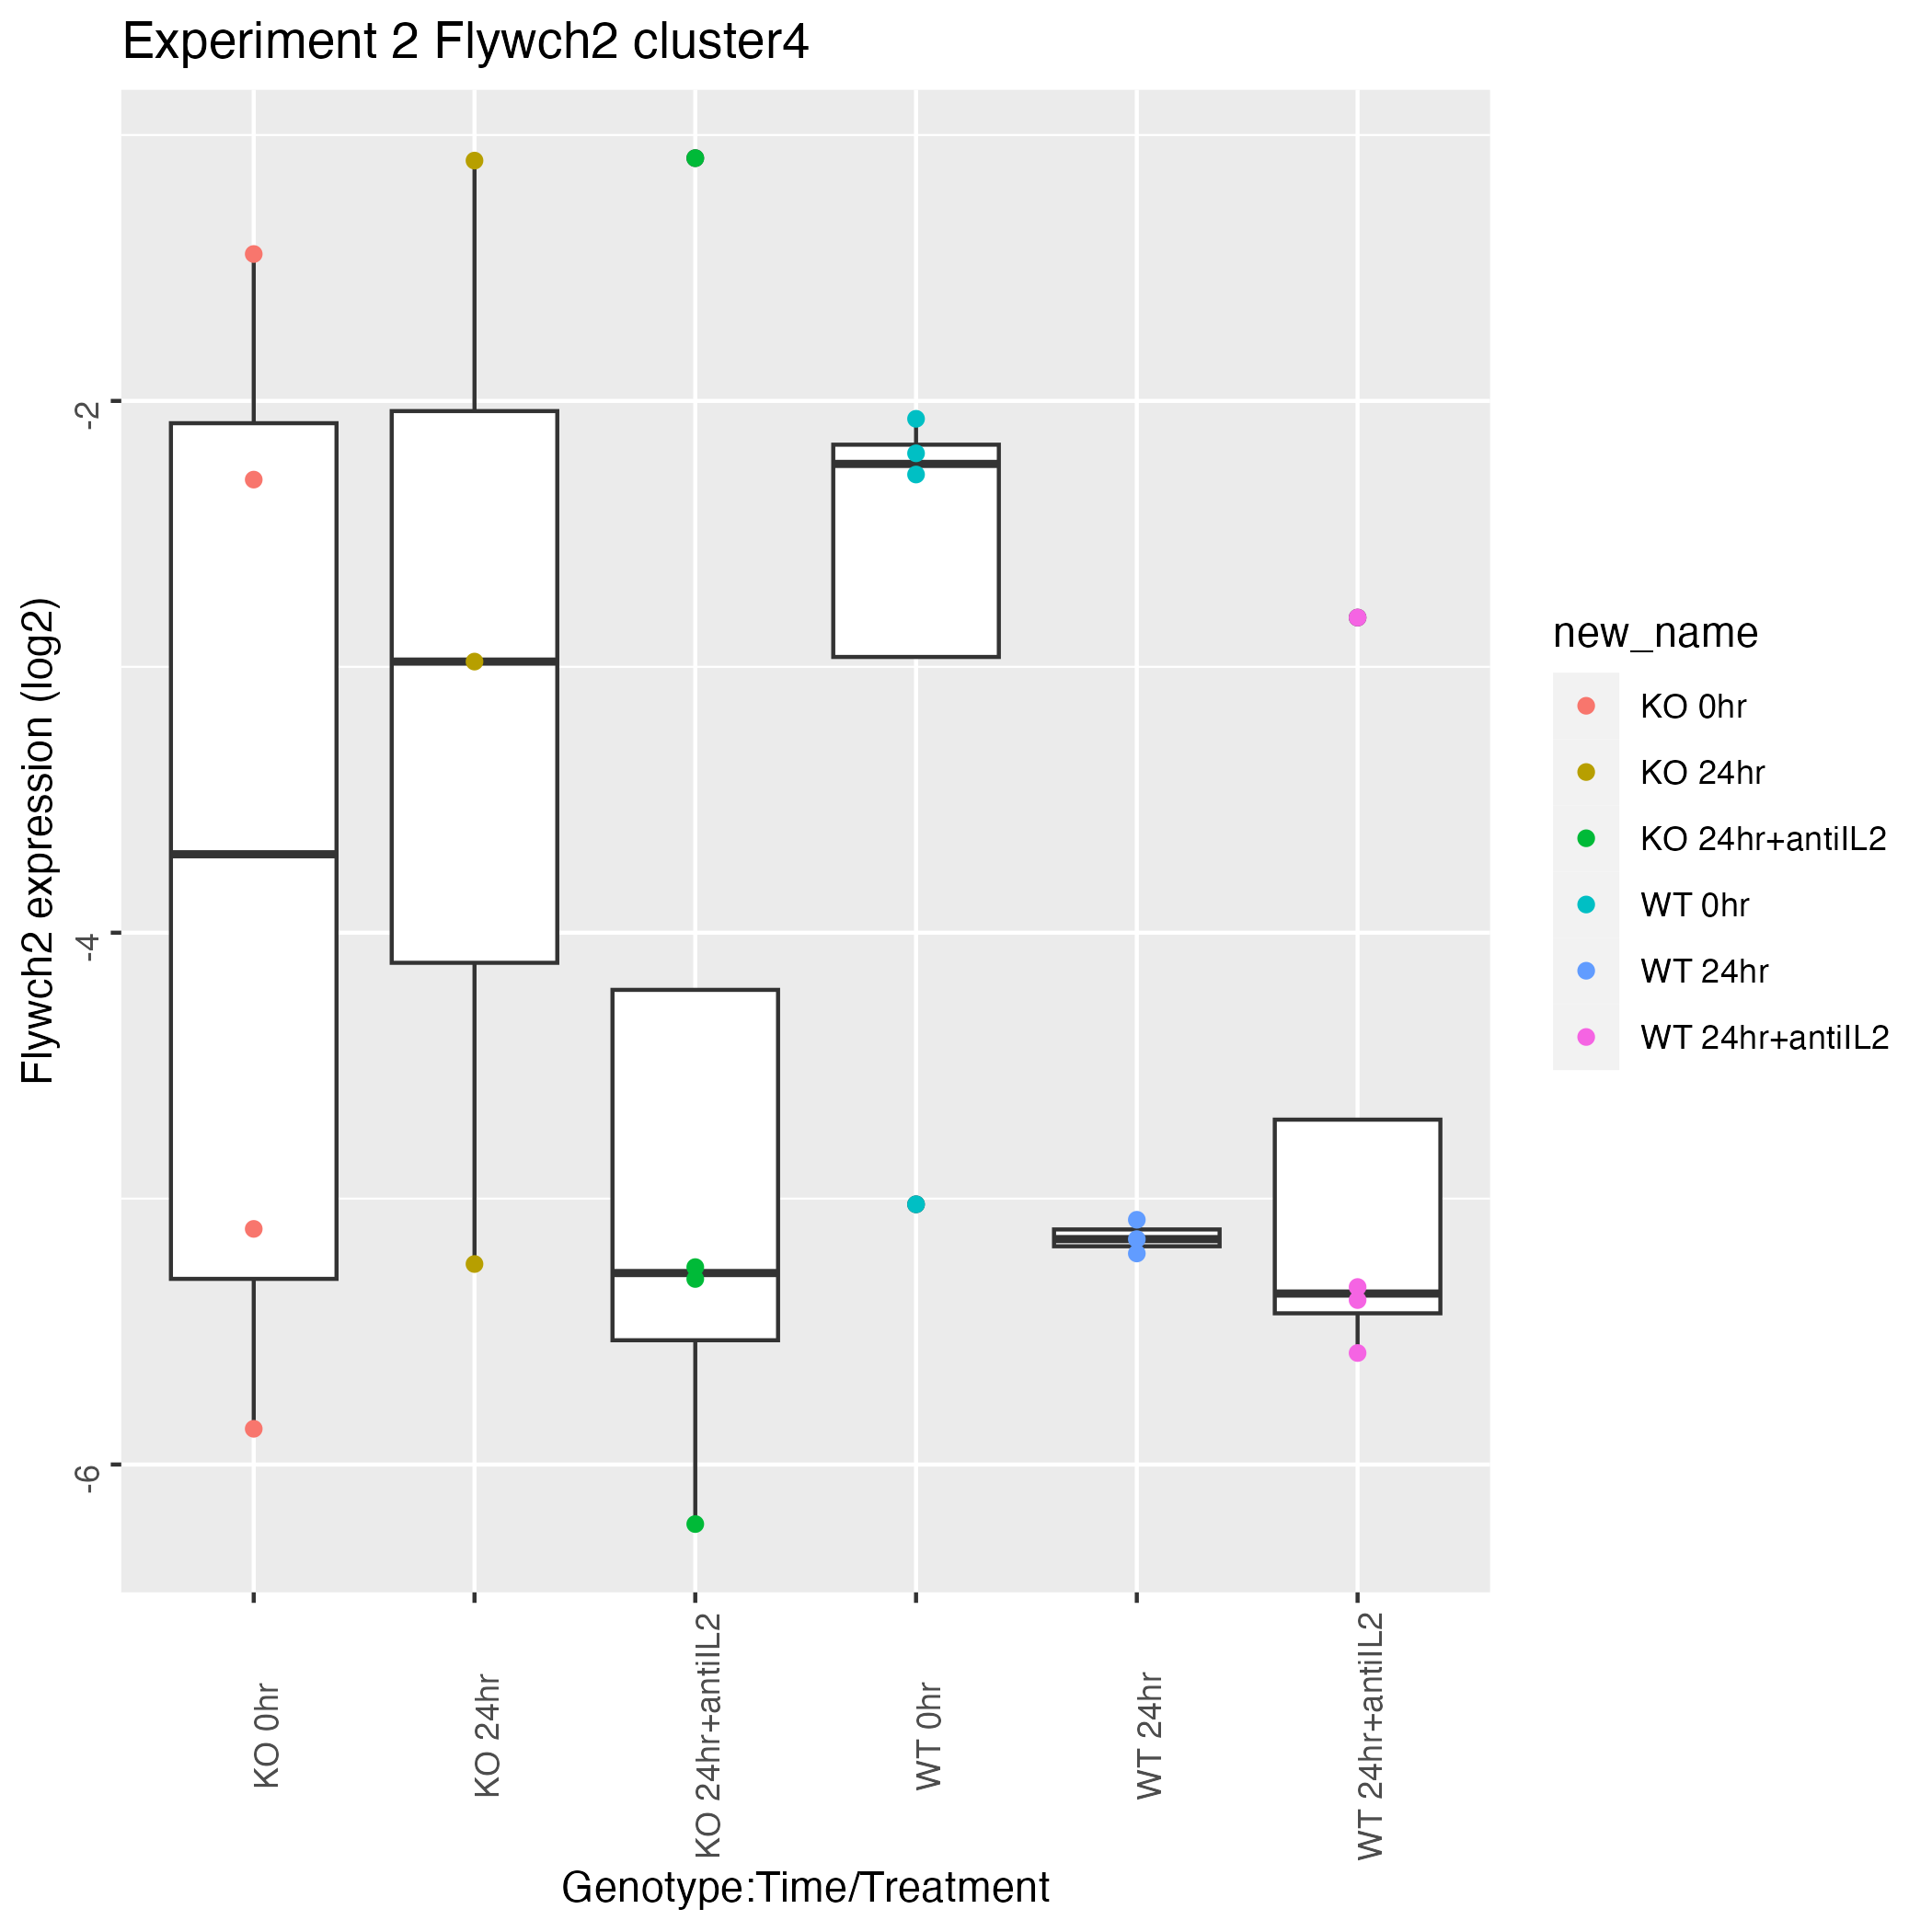 Experiment 2 Flywch2 cluster4
Flywch2 expression (log2)
-2
-4
-6
KO 0hr
KO 24hr
KO 24hr+antiIL2
WT 0hr
WT 24hr
WT 24hr+antiIL2
Genotype:Time/Treatment
new_name
KO 0hr
KO 24hr
KO 24hr+antiIL2
WT 0hr
WT 24hr
WT 24hr+antiIL2